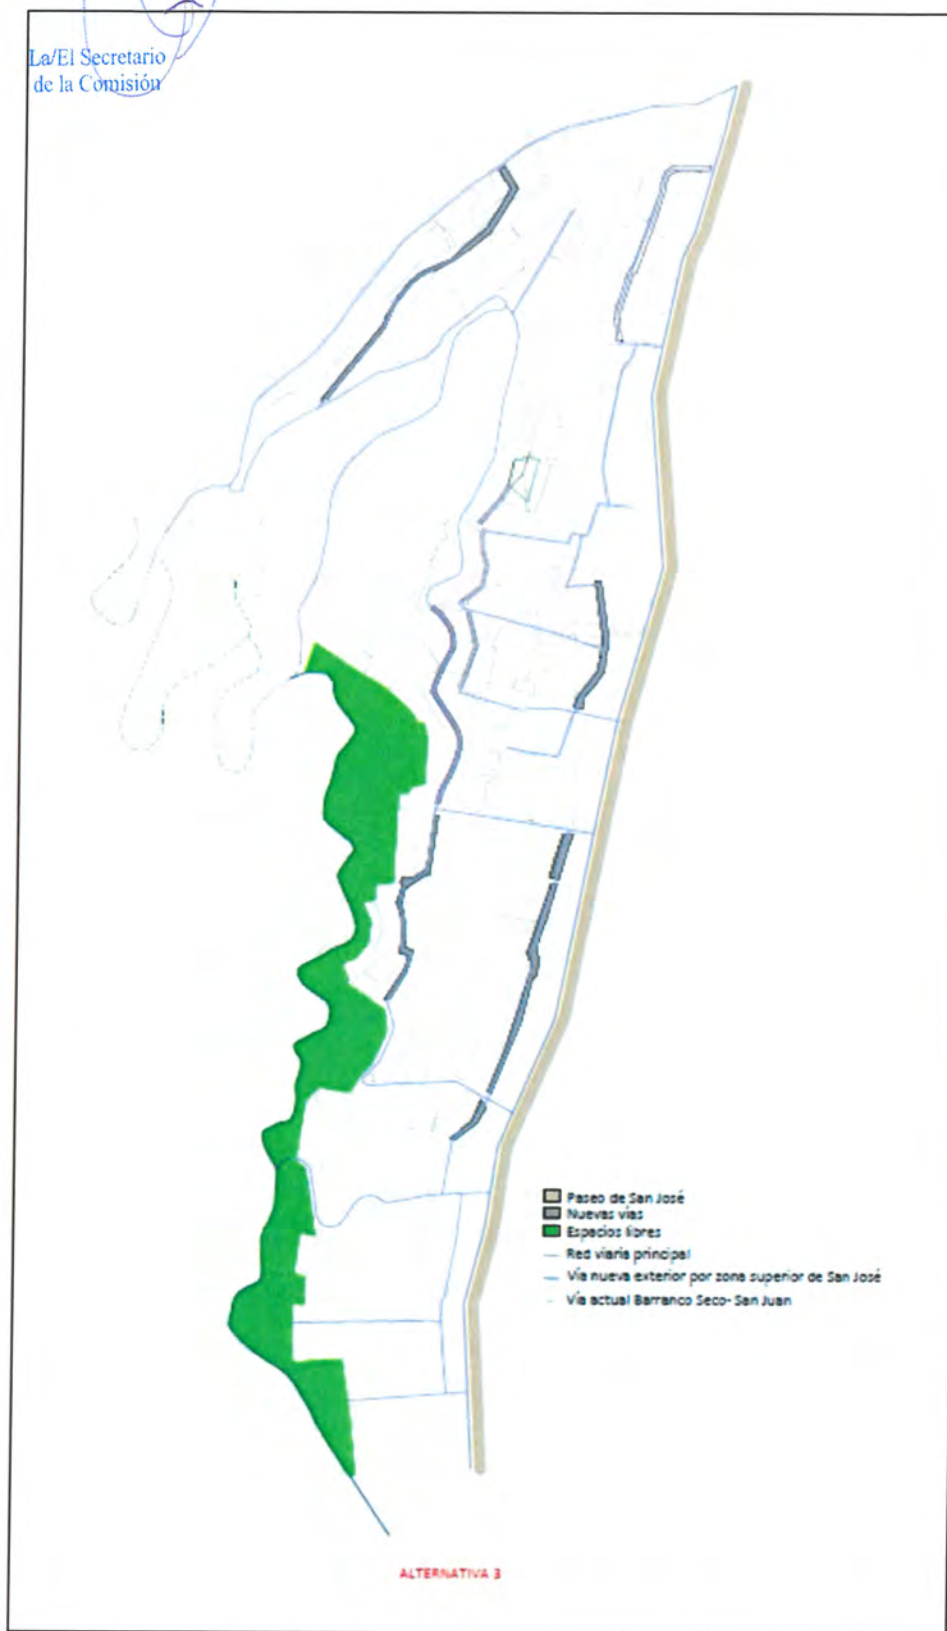 La/El Secretario
de la Comisión
Paseo de San José
Nuevas vías
Espacios libres
Red viaria principal
Vía nueva exterior por zona superior de San José
Vía actual Barranco Seco- San Juan
ALTERNATIVA 3